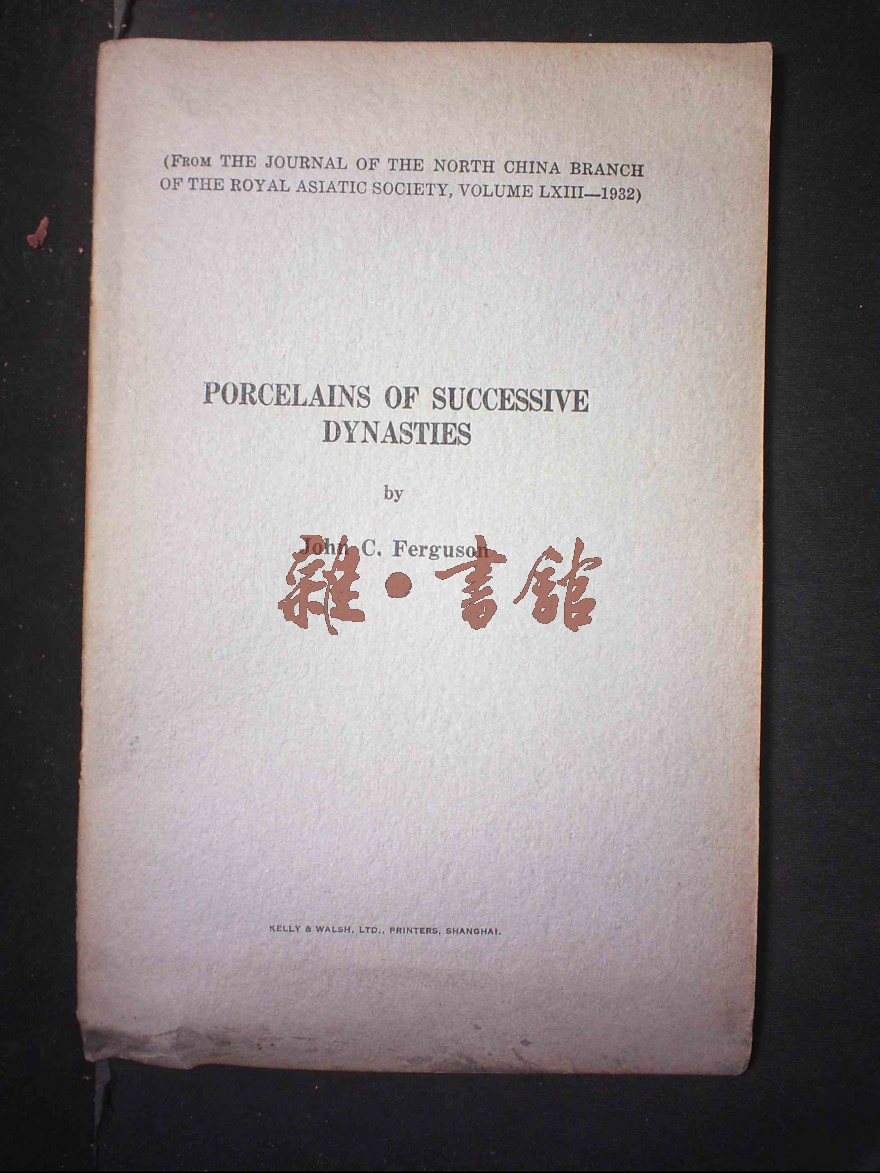 (FROM THE JOURNAL OF THE NORTH CHINA BRANCH
OF THE ROYAL ASIATIC SOCIETY, VOLUME LXIII—1932)
PORCELAINS OF SUCCESSIVE
DYNASTIES
by
John C. Ferguson
雜·書館
KELLY & WALSH, LTD., PRINTERS, SHANGHAI.